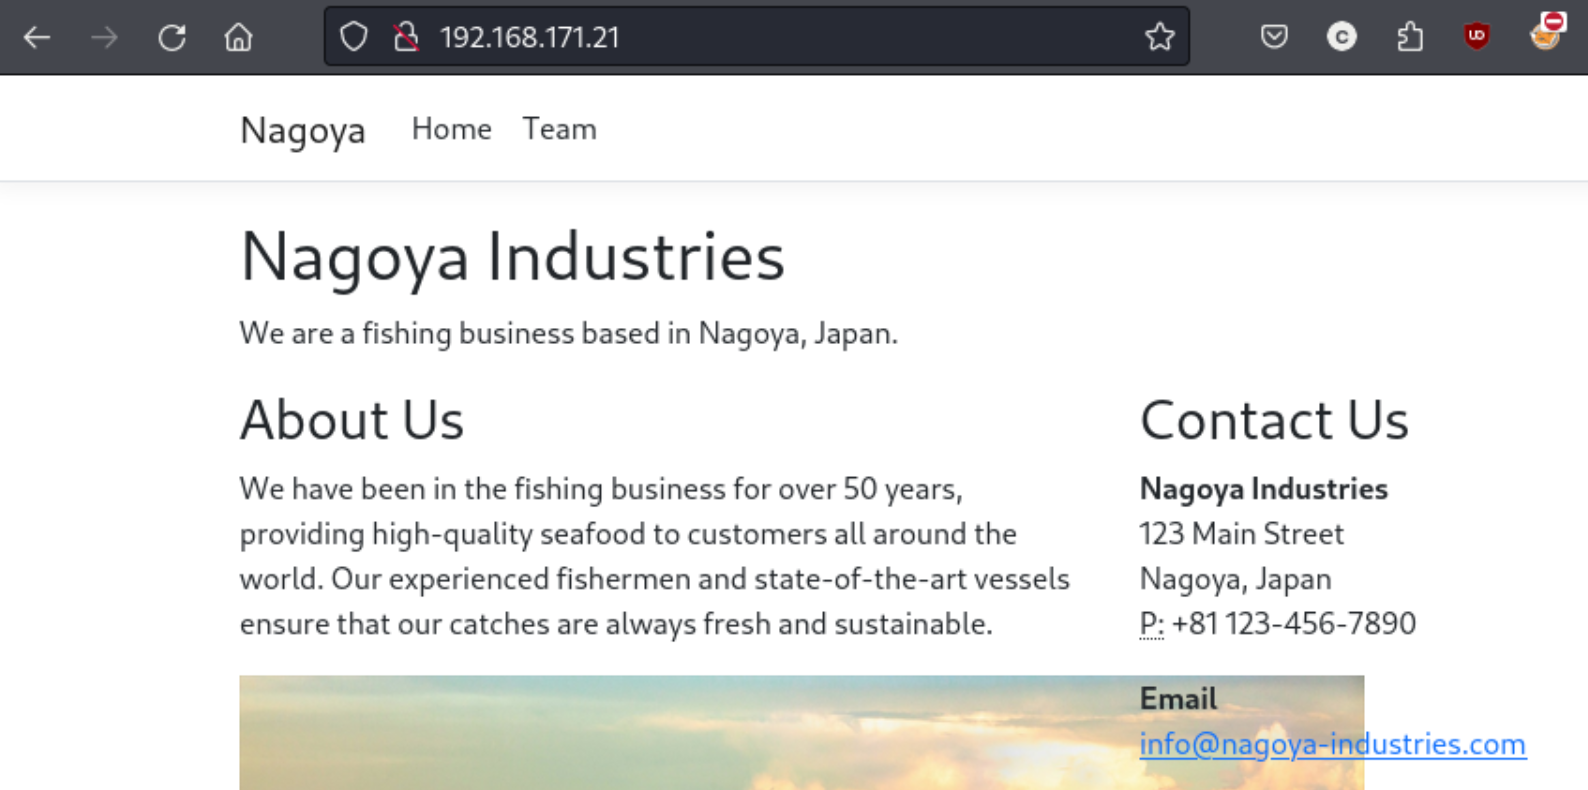 192.168.171.21
Nagoya Home Team
Nagoya Industries
We are a fishing business based in Nagoya, Japan.
About Us
We have been in the fishing business for over 50 years,
providing high-quality seafood to customers all around the
world. Our experienced fishermen and state-of-the-art vessels
ensure that our catches are always fresh and sustainable.
Contact Us
Nagoya Industries
123 Main Street
Nagoya, Japan
P: +81 123-456-7890
Email
info@nagoya-industries.com